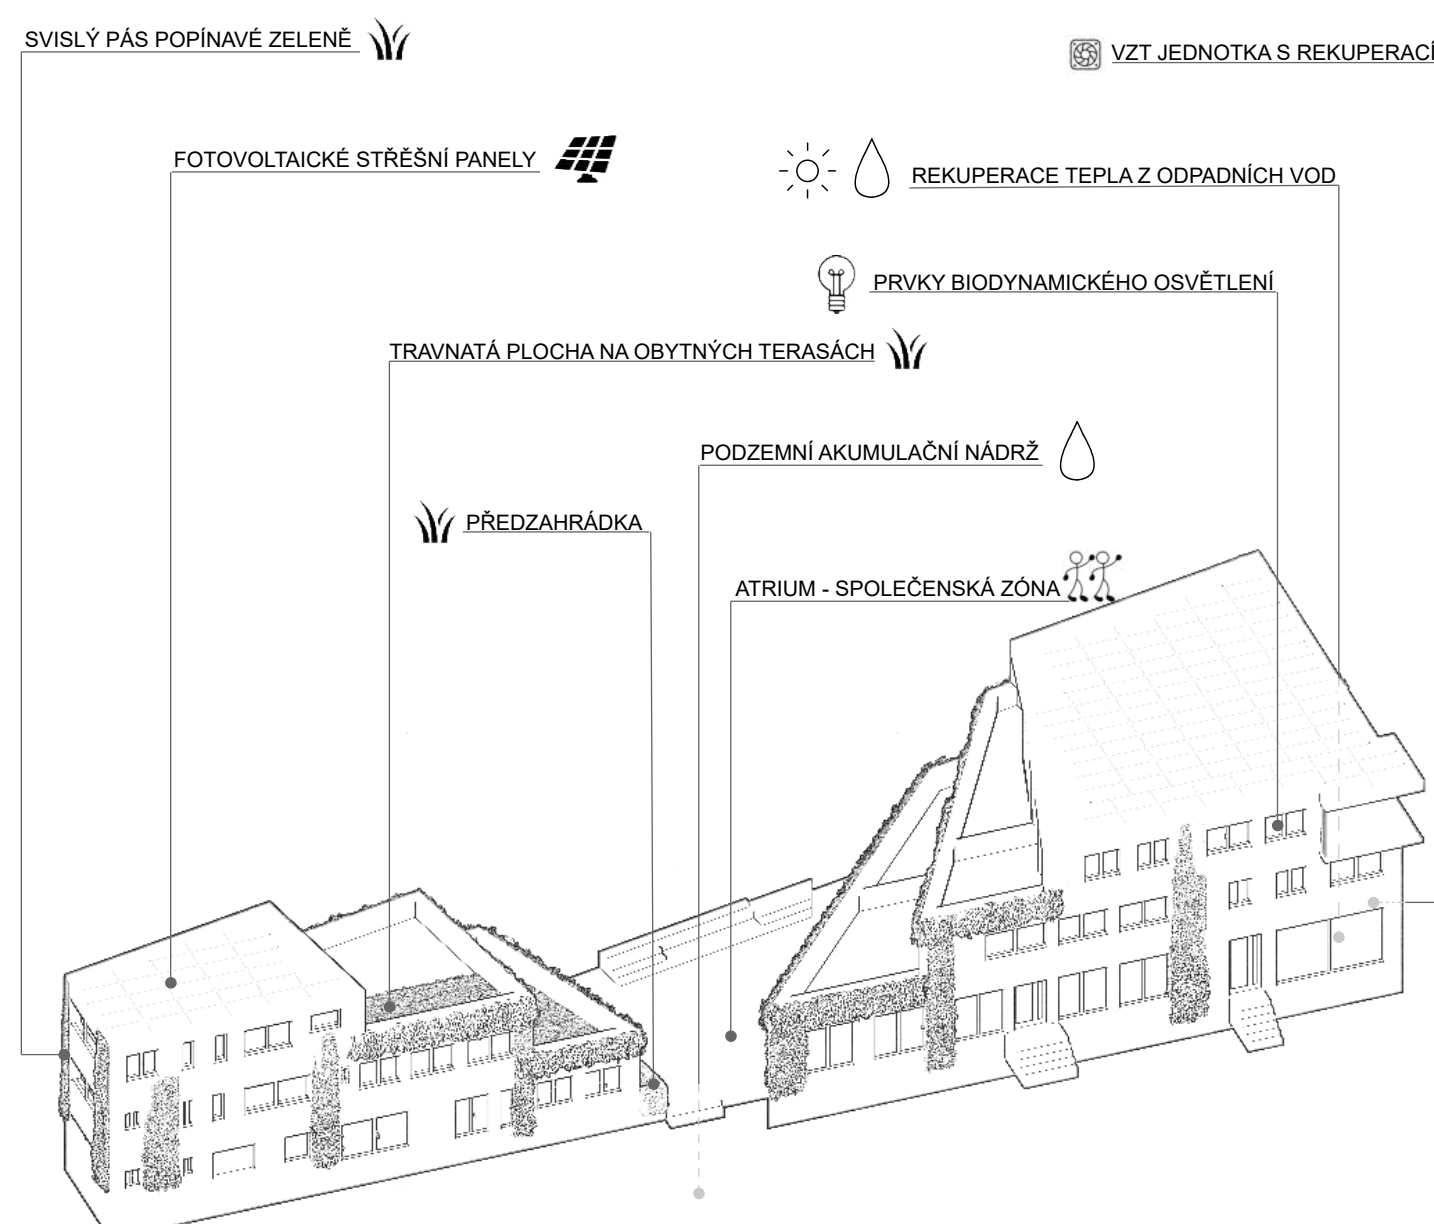 SVISLÝ PÁS POPÍNAVÉ ZELENĚ
VZT JEDNOTKA S REKUPERACÍ
FOTOVOLTAICKÉ STŘEŠNÍ PANELY
REKUPERACE TEPLA Z ODPADNÍCH VOD
PRVKY BIODYNAMICKÉHO OSVĚTLENÍ
TRAVNATÁ PLOCHA NA OBYTNÝCH TERASÁCH
PODZEMNÍ AKUMULAČNÍ NÁDRŽ
PŘEDZAHRÁDKA
ATRIUM - SPOLEČENSKÁ ZÓNA